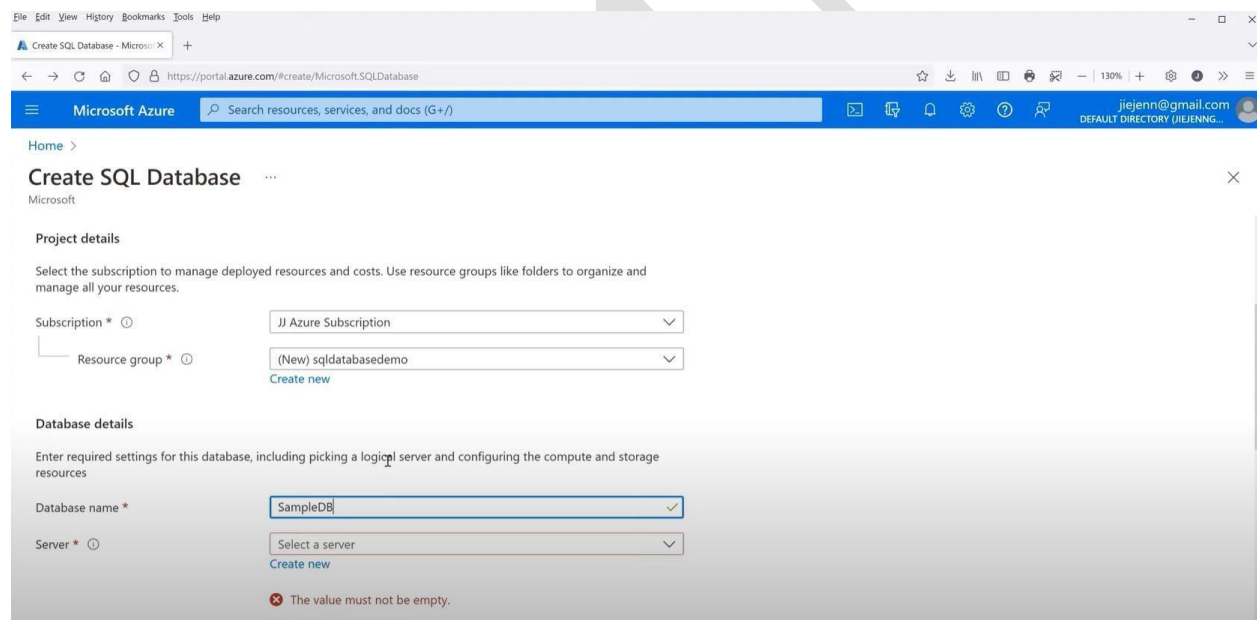 File Edit View History Bookmarks Tools Help
Create SQL Database - Microso
https://portal.azure.com/#create/Microsoft.SQLDatabase
130%
Microsoft Azure
Search resources, services, and docs (G+/)
jiejenn@gmail.com
DEFAULT DIRECTORY (JIEJENNG...
Home >
Create SQL Database ...
Microsoft
Project details
Select the subscription to manage deployed resources and costs. Use resource groups like folders to organize and
manage all your resources.
Subscription *
JJ Azure Subscription
Resource group *
(New) sqldatabasedemo
Create new
Database details
Enter required settings for this database, including picking a logical server and configuring the compute and storage
resources
Database name *
SampleDB
Server *
Select a server
Create new
The value must not be empty.